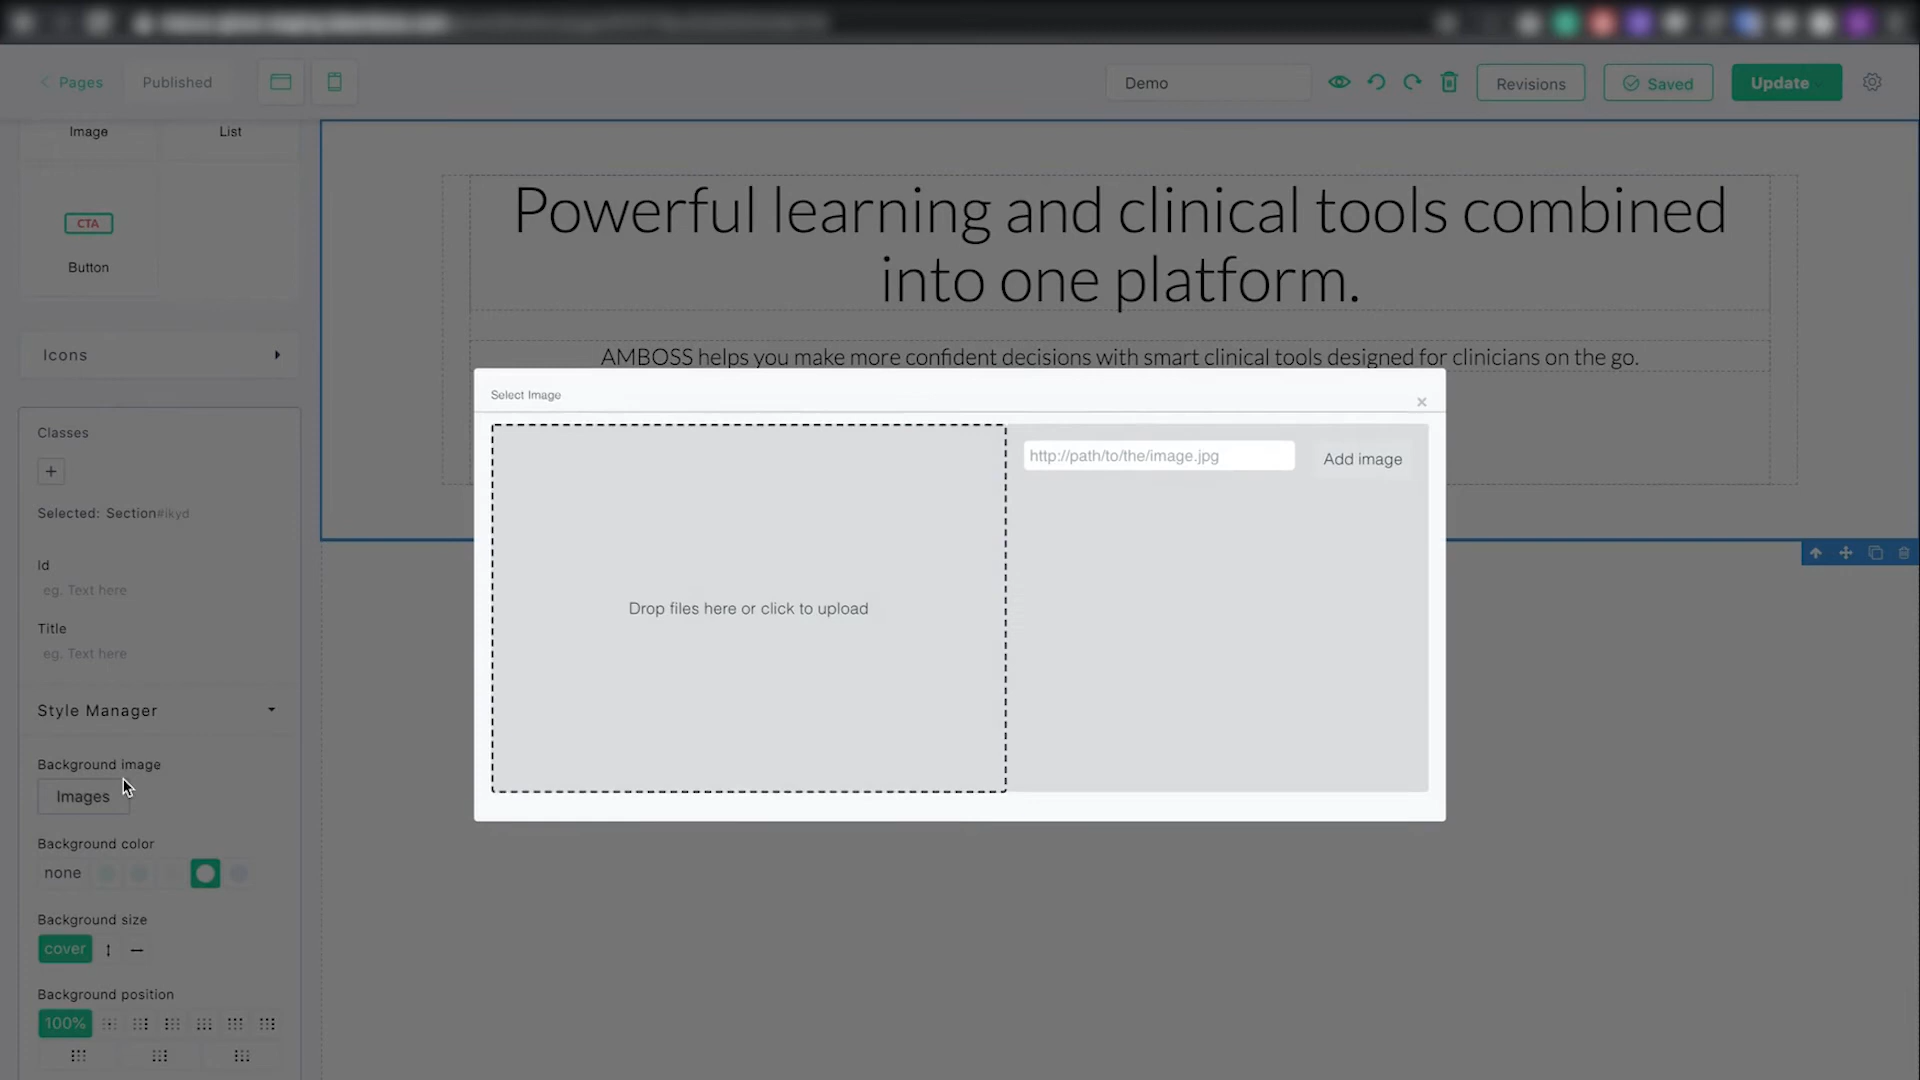 Pages
Published
Demo
Revisions
Saved
Update
Image
List
CTA
Button
Icons
Classes
Selected: Section#ikyd
Id
eg. Text here
Title
eg. Text here
Style Manager
Background image
Images
Background color
none
Background size
cover
Background position
100%
Powerful learning and clinical tools combined
into one platform.
AMBOSS helps you make more confident decisions with smart clinical tools designed for clinicians on the go.
Select Image
Drop files here or click to upload
http://path/to/the/image.jpg
Add image